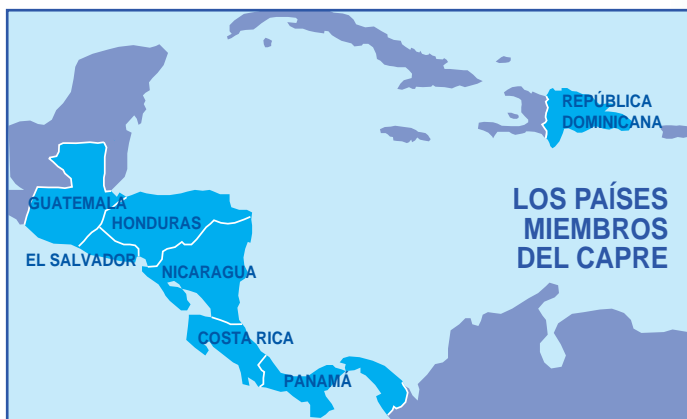 REPÚBLICA
DOMINICANA
GUATEMALA
HONDURAS
LOS PAÍSES
MIEMBROS
DEL CAPRE
EL SALVADOR
NICARAGUA
COSTA RICA
PANAMÁ